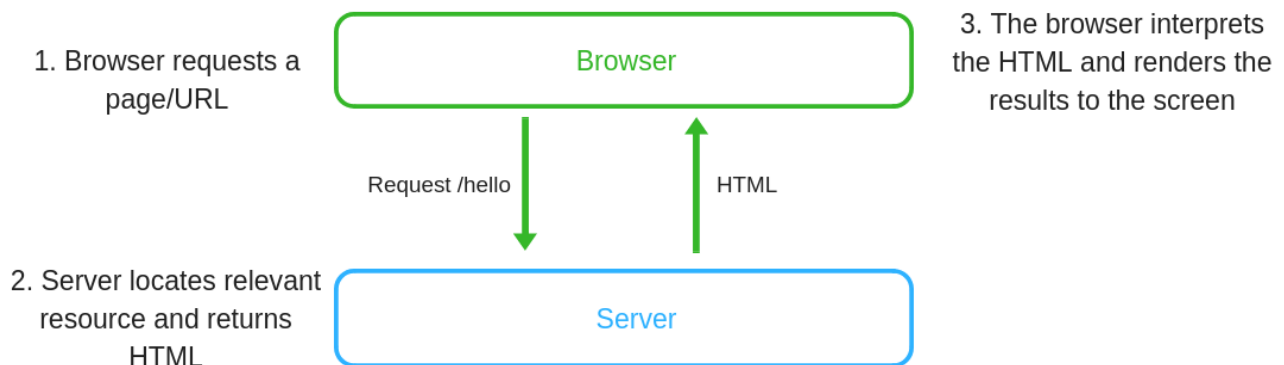 1. Browser requests a
page/URL
Browser
3. The browser interprets
the HTML and renders the
results to the screen
Request /hello
HTML
2. Server locates relevant
resource and returns
HTML
Server